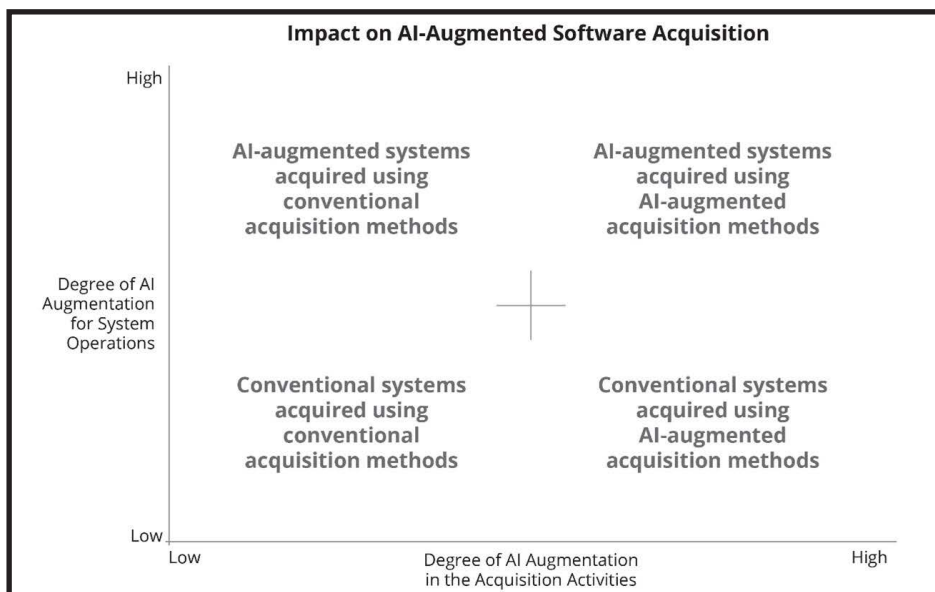 Impact on AI-Augmented Software Acquisition
High
AI-augmented systems
acquired using
conventional
acquisition methods
AI-augmented systems
acquired using
AI-augmented
acquisition methods
Degree of AI
Augmentation
for System
Operations
Conventional systems
acquired using
conventional
acquisition methods
Conventional systems
acquired using
AI-augmented
acquisition methods
Low
Low
Degree of AI Augmentation
in the Acquisition Activities
High